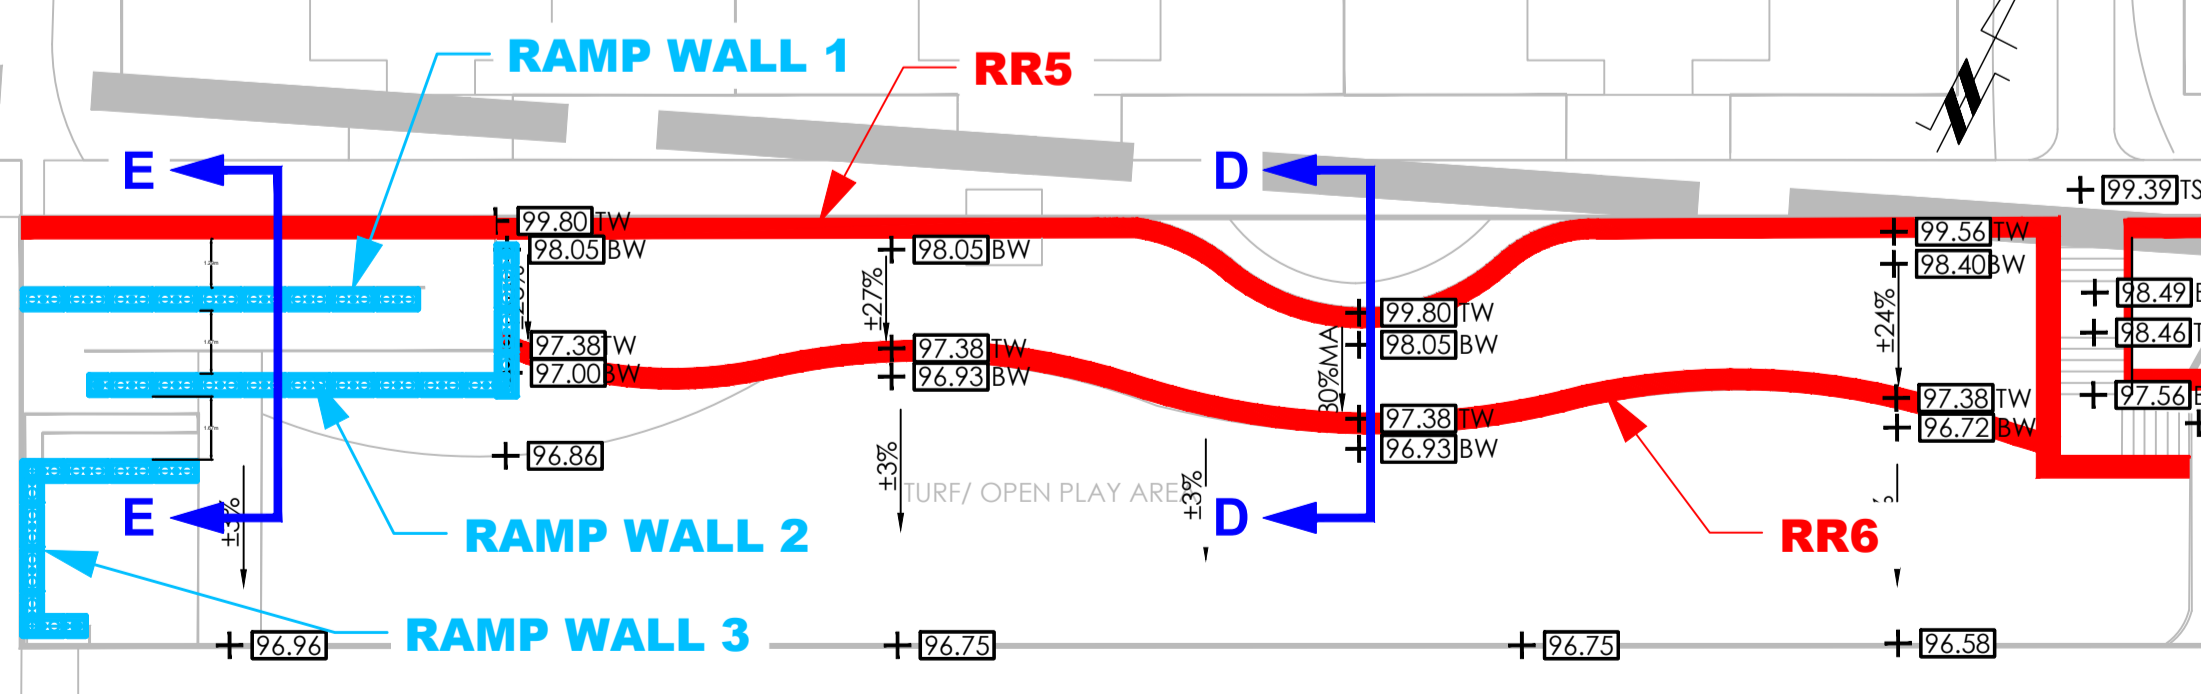 RAMP WALL 1
RR5
E
D
99.39 TS
99.80 TW
98.05 BW
98.05 BW
99.56 TW
98.40 BW
±27%
99.80 TW
98.05 BW
98.49
98.46
±24%
97.38 TW
97.00 BW
97.38 TW
96.93 BW
30%MA
97.38 TW
96.93 BW
97.38 TW
96.72 BW
97.56
96.86
±3%
±3%
±3%
TURF/ OPEN PLAY AREA
E
D
RAMP WALL 2
RR6
RAMP WALL 3
96.96
96.75
96.75
96.58